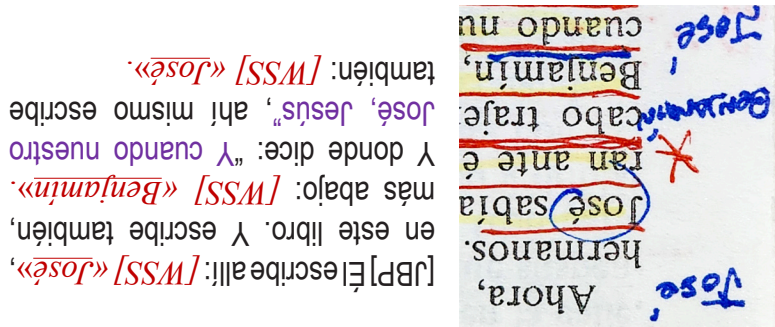 José
Ahora,
hermanos.
José sabía
ran ante é
cabo traje
BENJAMÍN
Benjamín,
José
cuando nu
[JBP] Él escribe allí: [WSS] «José»,
en este libro. Y escribe también,
más abajo: [WSS] «Benjamín».
Y donde dice: “Y cuando nuestro
José, Jesús”, ahí mismo escribe
también: [WSS] «José».